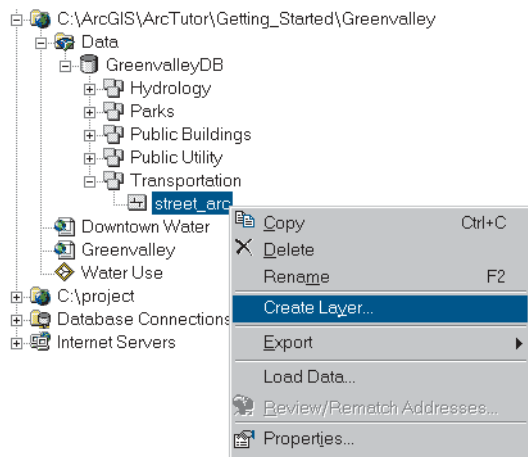 C:\ArcGIS\ArcTutor\Getting_Started\Greenvalley
Data
GreenvalleyDB
Hydrology
Parks
Public Buildings
Public Utility
Transportation
street_arc
Downtown Water
Greenvalley
Water Use
C:\project
Database Connections
Internet Servers
Copy Ctrl+C
Delete
Rename F2
Create Layer...
Export
Load Data...
Review/Rematch Addresses...
Properties...